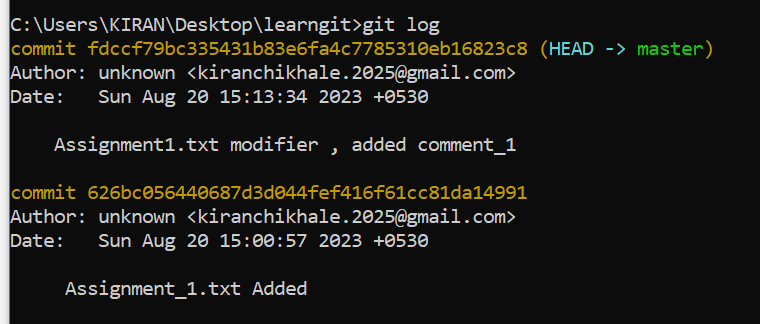 C:\Users\KIRAN\Desktop\learngit>git log
commit fdccf79bc335431b83e6fa4c7785310eb16823c8 (HEAD -> master)
Author: unknown <kiranchikhale.2025@gmail.com>
Date:   Sun Aug 20 15:13:34 2023 +0530
    Assignment1.txt modifier , added comment_1
commit 626bc056440687d3d044fef416f61cc81da14991
Author: unknown <kiranchikhale.2025@gmail.com>
Date:   Sun Aug 20 15:00:57 2023 +0530
     Assignment_1.txt Added